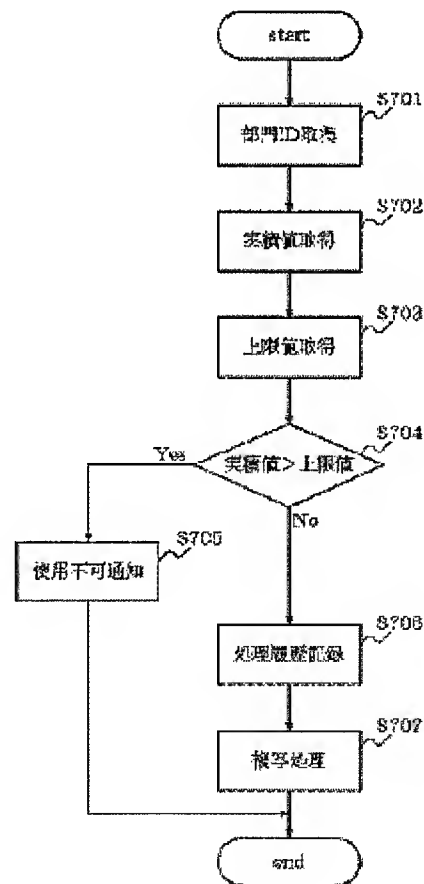 start
S701
部門ID取得
S702
実績値取得
S703
上限値取得
S704
Yes
実績値>上限値
No
S705
使用不可通知
S706
処理履歴記録
S707
複写処理
end